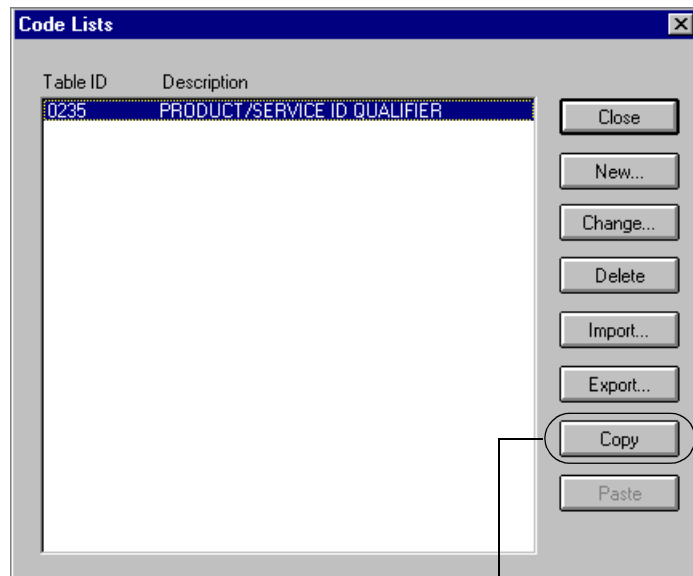 Code Lists
Table ID Description
0235 PRODUCT/SERVICE ID QUALIFIER
Close
New...
Change...
Delete
Import...
Export...
Copy
Paste